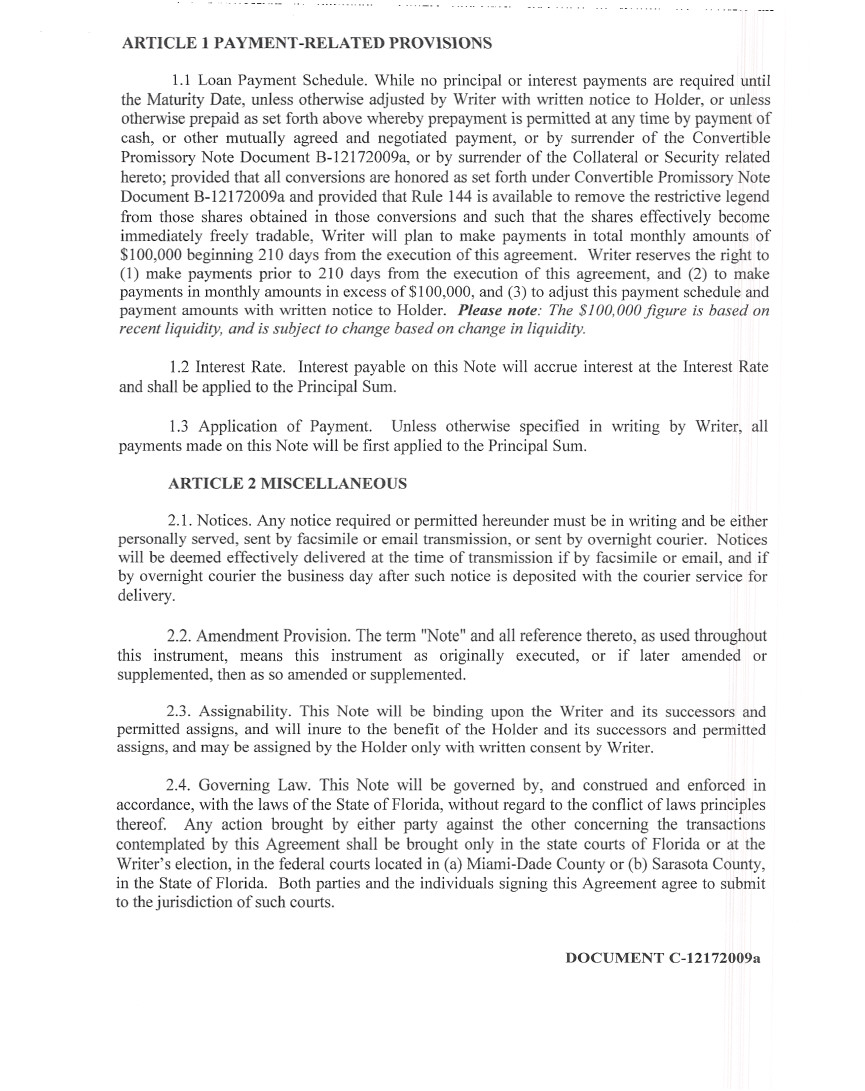 ARTICLE 1 PAYMENT-RELATED PROVISIONS
1.1 Loan Payment Schedule. While no principal or interest payments are required until
the Maturity Date, unless otherwise adjusted by Writer with written notice to Holder, or unless
otherwise prepaid as set forth above whereby prepayment is permitted at any time by payment of
cash, or other mutually agreed and negotiated payment, or by surrender of the Convertible
Promissory Note Document B-12172009a, or by surrender of the Collateral or Security related
hereto; provided that all conversions are honored as set forth under Convertible Promissory Note
Document B-12172009a and provided that Rule 144 is available to remove the restrictive legend
from those shares obtained in those conversions and such that the shares effectively become
immediately freely tradable, Writer will plan to make payments in total monthly amounts of
$100,000 beginning 210 days from the execution of this agreement. Writer reserves the right to
(1) make payments prior to 210 days from the execution of this agreement, and (2) to make
payments in monthly amounts in excess of $100,000, and (3) to adjust this payment schedule and
payment amounts with written notice to Holder. Please note: The $100,000 figure is based on
recent liquidity, and is subject to change based on change in liquidity.
1.2 Interest Rate. Interest payable on this Note will accrue interest at the Interest Rate
and shall be applied to the Principal Sum.
1.3 Application of Payment. Unless otherwise specified in writing by Writer, all
payments made on this Note will be first applied to the Principal Sum.
ARTICLE 2 MISCELLANEOUS
2.1. Notices. Any notice required or permitted hereunder must be in writing and be either
personally served, sent by facsimile or email transmission, or sent by overnight courier. Notices
will be deemed effectively delivered at the time of transmission if by facsimile or email, and if
by overnight courier the business day after such notice is deposited with the courier service for
delivery.
2.2. Amendment Provision. The term "Note" and all reference thereto, as used throughout
this instrument, means this instrument as originally executed, or if later amended or
supplemented, then as so amended or supplemented.
2.3. Assignability. This Note will be binding upon the Writer and its successors and
permitted assigns, and will inure to the benefit of the Holder and its successors and permitted
assigns, and may be assigned by the Holder only with written consent by Writer.
2.4. Governing Law. This Note will be governed by, and construed and enforced in
accordance, with the laws of the State of Florida, without regard to the conflict of laws principles
thereof. Any action brought by either party against the other concerning the transactions
contemplated by this Agreement shall be brought only in the state courts of Florida or at the
Writer's election, in the federal courts located in (a) Miami-Dade County or (b) Sarasota County,
in the State of Florida. Both parties and the individuals signing this Agreement agree to submit
to the jurisdiction of such courts.
DOCUMENT C-12172009a